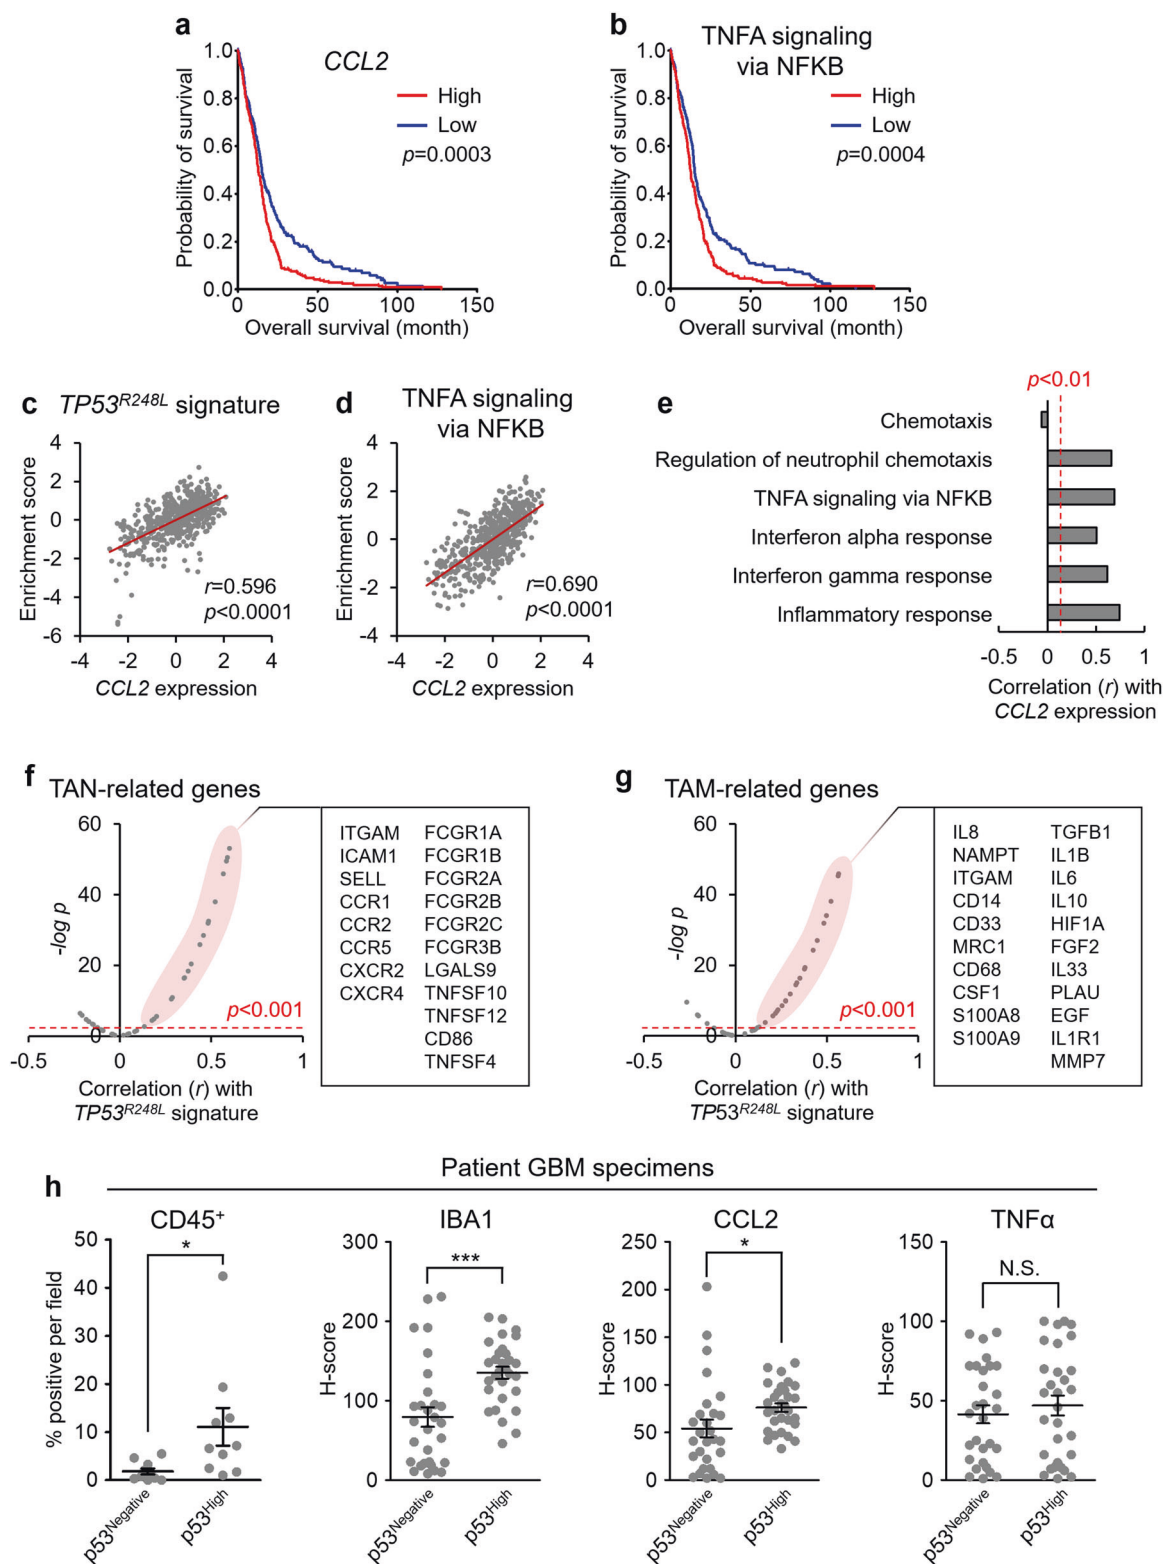 a
CCL2
1.0
0.8
0.6
0.4
0.2
0.0
Probability of survival
High
Low
p=0.0003
0 50 100 150
Overall survival (month)
b
TNFA signaling
via NFKB
1.0
0.8
0.6
0.4
0.2
0.0
Probability of survival
High
Low
p=0.0004
0 50 100 150
Overall survival (month)
c
TP53R248L signature
4
2
0
-2
-4
-6
Enrichment score
r=0.596
p<0.0001
-4 -2 0 2 4
CCL2 expression
d
TNFA signaling
via NFKB
4
2
0
-2
-4
Enrichment score
r=0.690
p<0.0001
-4 -2 0 2 4
CCL2 expression
e
p<0.01
Chemotaxis
Regulation of neutrophil chemotaxis
TNFA signaling via NFKB
Interferon alpha response
Interferon gamma response
Inflammatory response
-0.5 0 0.5 1
Correlation (r) with
CCL2 expression
f
TAN-related genes
60
40
20
0
-log p
p<0.001
-0.5 0 0.5 1
Correlation (r) with
TP53R248L signature
ITGAM FCGR1A
ICAM1 FCGR1B
SELL FCGR2A
CCR1 FCGR2B
CCR2 FCGR2C
CCR5 FCGR3B
CXCR2 LGALS9
CXCR4 TNFSF10
TNFSF12
CD86
TNFSF4
g
TAM-related genes
60
40
20
0
-log p
p<0.001
-0.5 0 0.5 1
Correlation (r) with
TP53R248L signature
IL8 TGFB1
NAMPT IL1B
ITGAM IL6
CD14 IL10
CD33 HIF1A
MRC1 FGF2
CD68 IL33
CSF1 PLAU
S100A8 EGF
S100A9 IL1R1
MMP7
h
Patient GBM specimens
CD45+
50
40
30
20
10
0
% positive per field
*
p53Negative p53High
IBA1
300
200
100
0
H-score
***
p53Negative p53High
CCL2
250
200
150
100
50
0
H-score
*
p53Negative p53High
TNFα
150
100
50
0
H-score
N.S.
p53Negative p53High